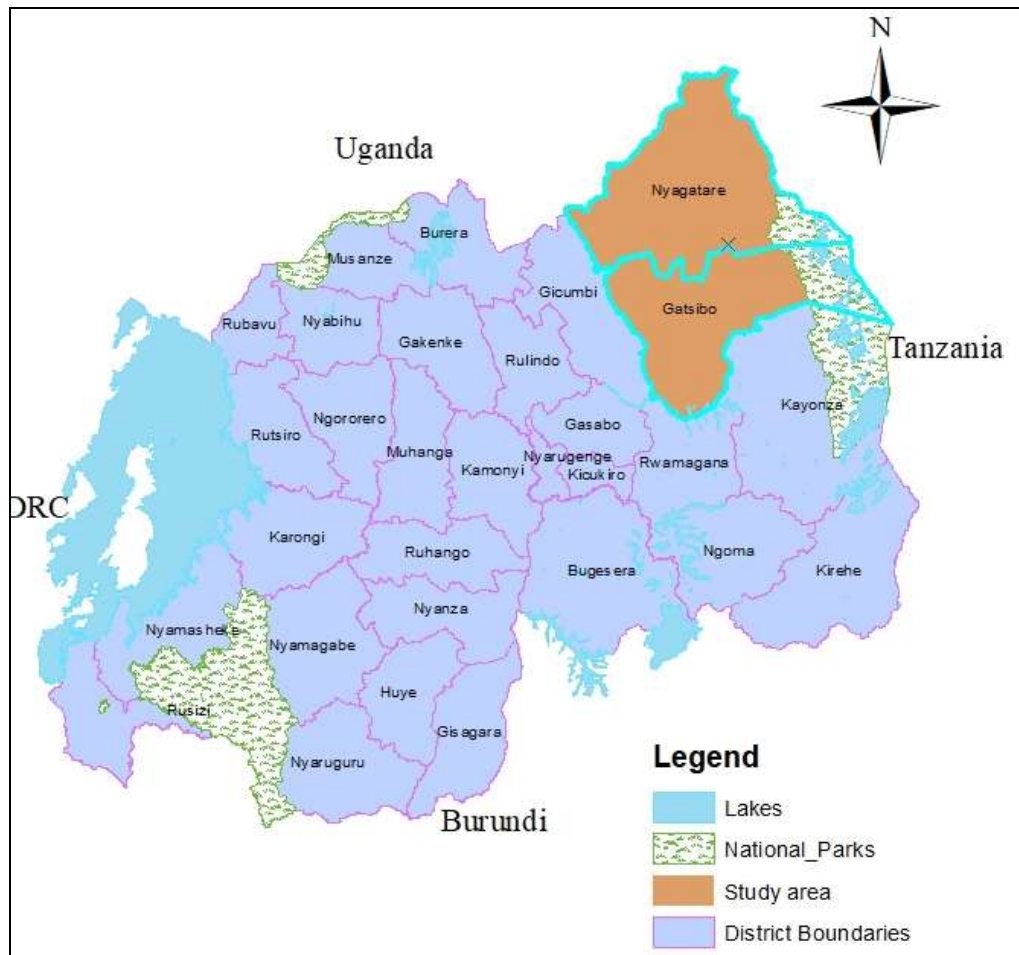 N
Uganda
Nyagatare
Burera
Musanze
Gicumbi
Gatsibo
Rubavu
Nyabihu
Gakenke
Rulindo
Tanzania
Kayonza
Ngororero
Rutsiro
Gasabo
Muhanga
Kamonyi
Nyarugenge
Rwamagana
Kicukiro
DRC
Karongi
Ruhango
Bugesera
Ngoma
Kirehe
Nyanza
Nyamasheke
Nyamagabe
Huye
Rusizi
Gisagara
Nyaruguru
Burundi
Legend
Lakes
National_Parks
Study area
District Boundaries